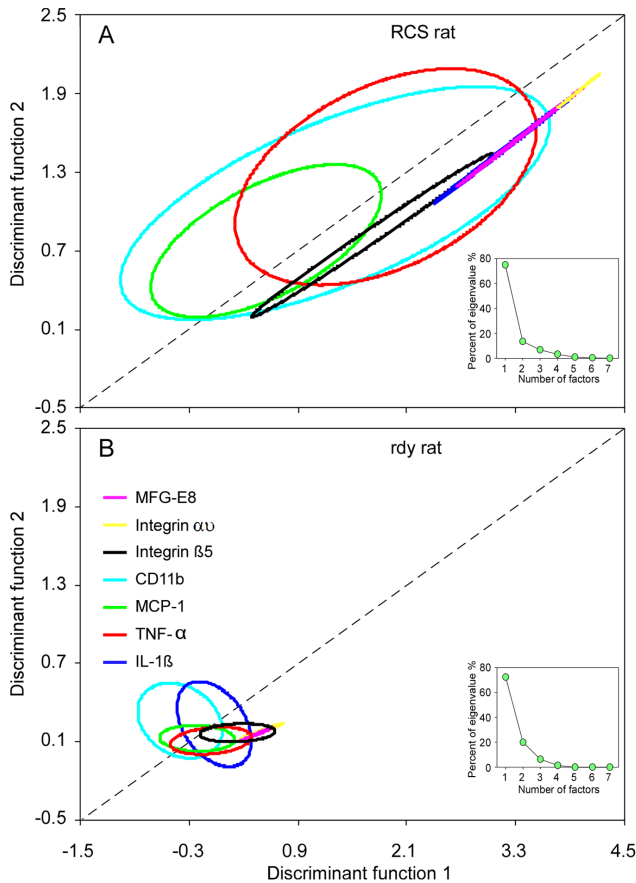 A
RCS rat
2.5
1.9
1.3
0.7
0.1
-0.5
Discriminant function 2
Percent of eigenvalue %
80
60
40
20
0
1 2 3 4 5 6 7
Number of factors
B
rdy rat
2.5
1.9
1.3
0.7
0.1
-0.5
Discriminant function 2
MFG-E8
Integrin αυ
Integrin ß5
CD11b
MCP-1
TNF-α
IL-1ß
Percent of eigenvalue %
80
60
40
20
0
1 2 3 4 5 6 7
Number of factors
-1.5 -0.3 0.9 2.1 3.3 4.5
Discriminant function 1